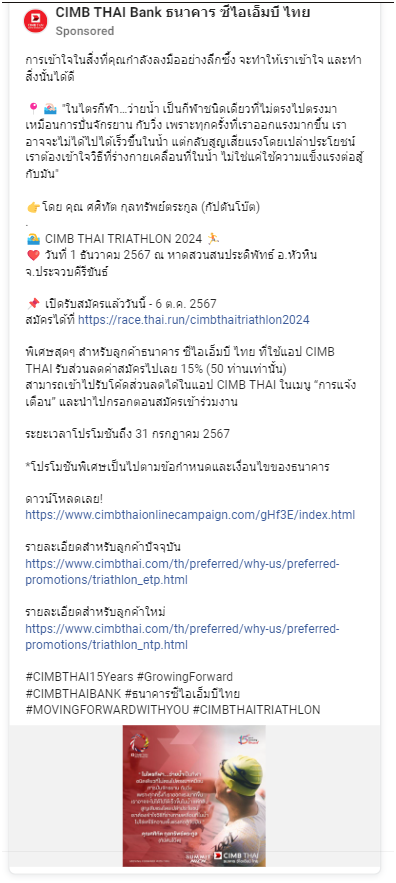 CIMB THAI Bank ธนาคาร ซีไอเอ็มบี ไทย
Sponsored
การเข้าใจในสิ่งที่คุณกำลังลงมืออย่างลึกซึ้ง จะทำให้เราเข้าใจ และทำ
สิ่งนั้นได้ดี
📍 🏊 "ในไตรกีฬา...ว่ายน้ำ เป็นกีฬาชนิดเดียวที่ไม่ตรงไปตรงมา
เหมือนการปั่นจักรยาน กับวิ่ง เพราะทุกครั้งที่เราออกแรงมากขึ้น เรา
อาจจะไม่ได้ไปได้เร็วขึ้นในน้ำ แต่กลับสูญเสียแรงโดยเปล่าประโยชน์
เราต้องเข้าใจวิธีที่ร่างกายเคลื่อนที่ในน้ำ ไม่ใช่แค่ใช้ความแข็งแรงต่อสู้
กับมัน"
👉โดย คุณ ศศิทัต กุลทรัพย์ตระกูล (กัปตันโบ๊ต)
.
🏊 CIMB THAI TRIATHLON 2024 🏃
❤️ วันที่ 1 ธันวาคม 2567 ณ หาดสวนสนประดิพัทธ์ อ.หัวหิน
จ.ประจวบคีรีขันธ์
📌 เปิดรับสมัครแล้ววันนี้ - 6 ต.ค. 2567
สมัครได้ที่ https://race.thai.run/cimbthaitriathlon2024
พิเศษสุดๆ สำหรับลูกค้าธนาคาร ซีไอเอ็มบี ไทย ที่ใช้แอป CIMB
THAI รับส่วนลดค่าสมัครไปเลย 15% (50 ท่านเท่านั้น)
สามารถเข้าไปรับโค้ดส่วนลดได้ในแอป CIMB THAI ในเมนู “การแจ้ง
เตือน” และนำไปกรอกตอนสมัครเข้าร่วมงาน
ระยะเวลาโปรโมชันถึง 31 กรกฎาคม 2567
*โปรโมชันพิเศษเป็นไปตามข้อกำหนดและเงื่อนไขของธนาคาร
ดาวน์โหลดเลย!
https://www.cimbthaionlinecampaign.com/gHf3E/index.html
รายละเอียดสำหรับลูกค้าปัจจุบัน
https://www.cimbthai.com/th/preferred/why-us/preferred-
promotions/triathlon_etp.html
รายละเอียดสำหรับลูกค้าใหม่
https://www.cimbthai.com/th/preferred/why-us/preferred-
promotions/triathlon_ntp.html
#CIMBTHAI15Years #GrowingForward
#CIMBTHAIBANK #ธนาคารซีไอเอ็มบีไทย
#MOVINGFORWARDWITHYOU #CIMBTHAITRIATHLON
CIMB THAI